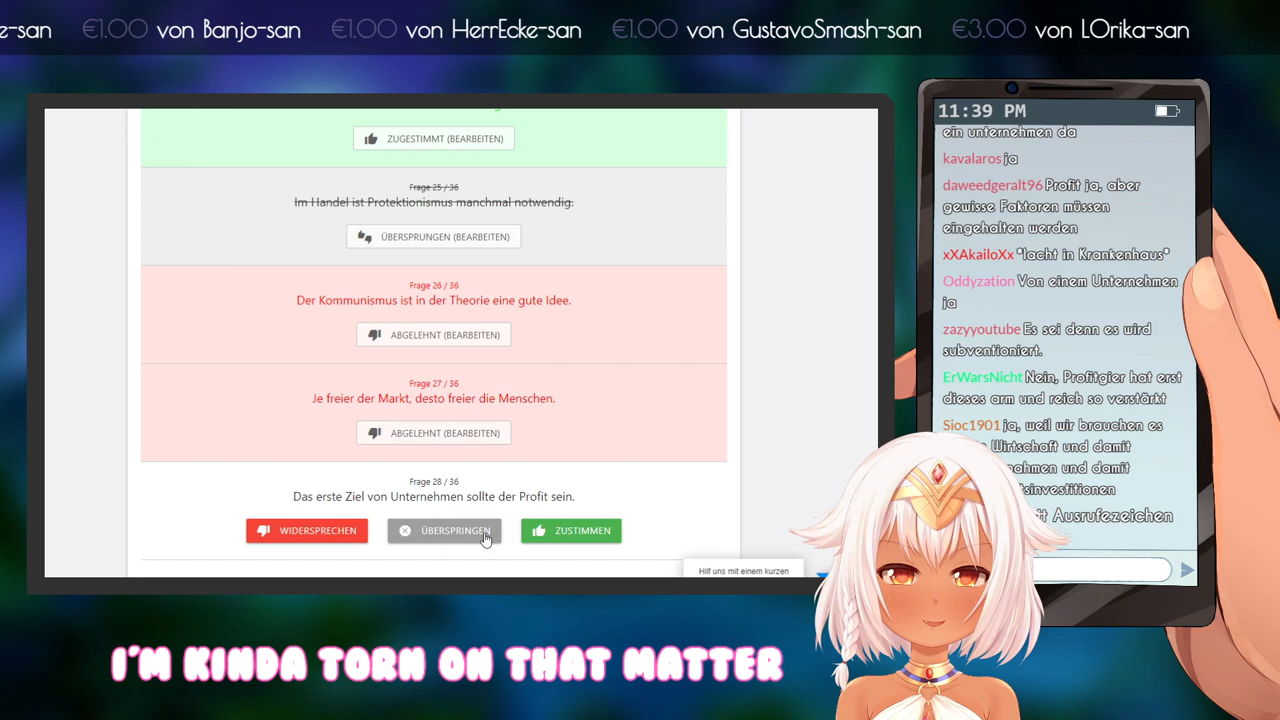 e-san €1.00 von Banjo-san €1.00 von HerrEcke-san €1.00 von GustavoSmash-san €3.00 von LOrika-san
ZUGESTIMMT (BEARBEITEN)
Frage 25 / 36
Im Handel ist Protektionismus manchmal notwendig.
ÜBERSPRUNGEN (BEARBEITEN)
Frage 26 / 36
Der Kommunismus ist in der Theorie eine gute Idee.
ABGELEHNT (BEARBEITEN)
Frage 27 / 36
Je freier der Markt, desto freier die Menschen.
ABGELEHNT (BEARBEITEN)
Frage 28 / 36
Das erste Ziel von Unternehmen sollte der Profit sein.
WIDERSPRECHEN ÜBERSPRINGEN ZUSTIMMEN
Hilf uns mit einem kurzen
11:39 PM
ein unternehmen da
kavalaros ja
daweedgeralt96 Profit ja, aber
gewisse Faktoren müssen
eingehalten werden
xXAkailoXx *lacht in Krankenhaus*
Oddyzation Von einem Unternehmen
ja
zazyyoutube Es sei denn es wird
subventioniert.
ErWarsNicht Nein, Profitgier hat erst
dieses arm und reich so verstärkt
Sioc1901 ja, weil wir brauchen es
Wirtschaft und damit
nahmen und damit
sinvestitionen
tt Ausrufezeichen
I'M KINDA TORN ON THAT MATTER